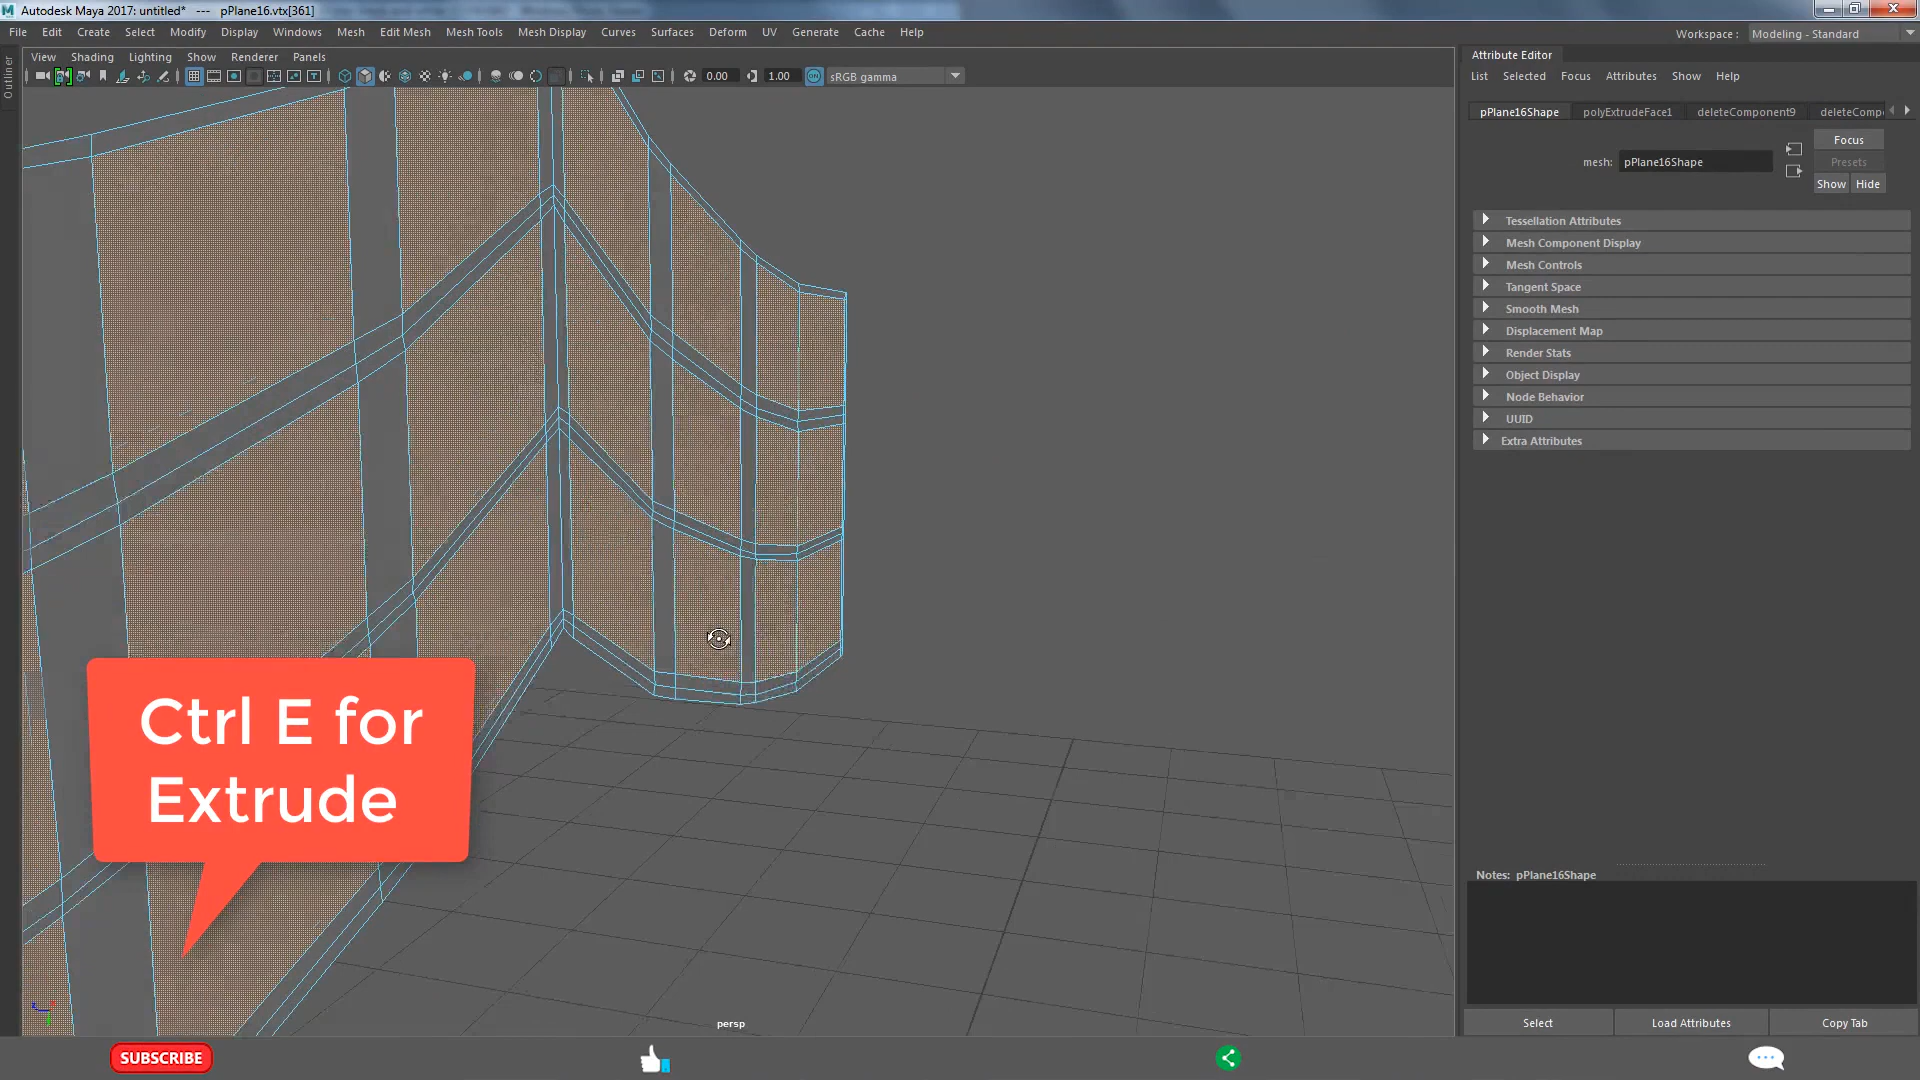 Autodesk Maya 2017: untitled* --- pPlane16.vtx[361]
File Edit Create Select Modify Display Windows Mesh Edit Mesh Mesh Tools Mesh Display Curves Surfaces Deform UV Generate Cache Help
Workspace : Modeling - Standard
View Shading Lighting Show Renderer Panels
0.00 1.00 ON sRGB gamma
Outliner
Attribute Editor
List Selected Focus Attributes Show Help
pPlane16Shape polyExtrudeFace1 deleteComponent9 deleteCompo
Focus
mesh: pPlane16Shape
Presets
Show Hide
Tessellation Attributes
Mesh Component Display
Mesh Controls
Tangent Space
Smooth Mesh
Displacement Map
Render Stats
Object Display
Node Behavior
UUID
Extra Attributes
Ctrl E for
Extrude
persp
Notes: pPlane16Shape
Select Load Attributes Copy Tab
SUBSCRIBE